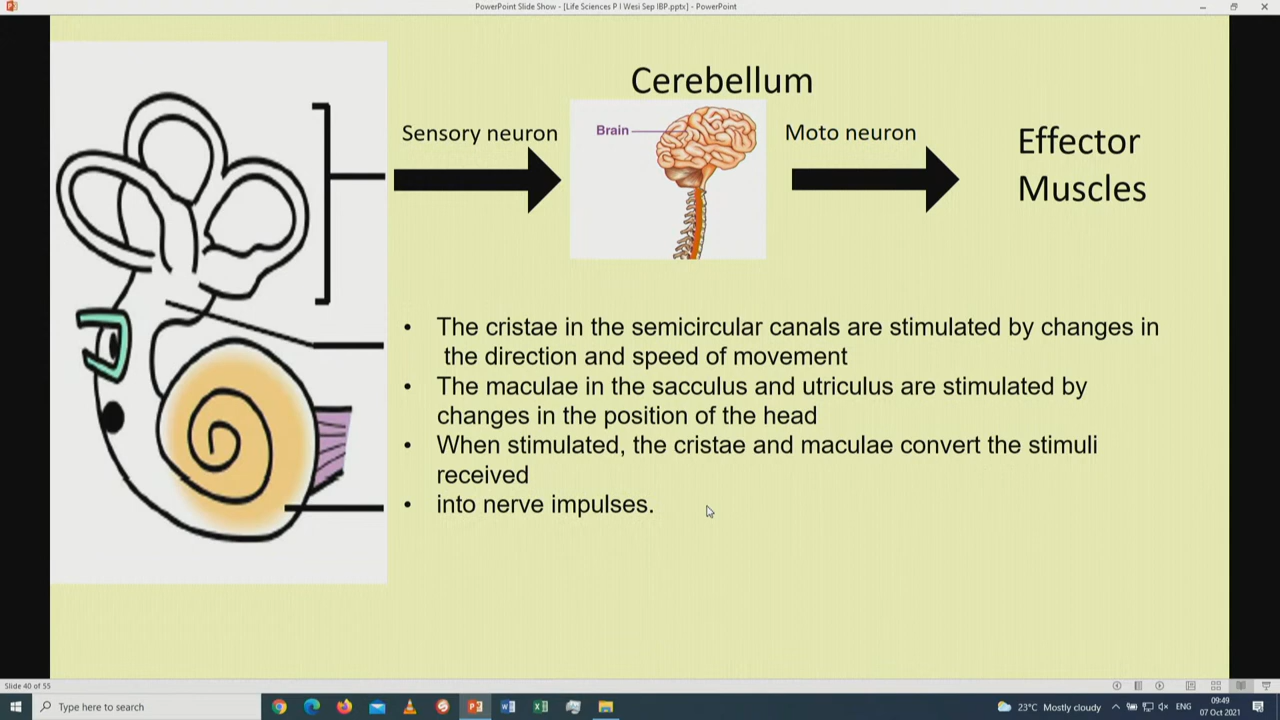 PowerPoint Slide Show - [Life Sciences P I Wesi Sep IBP.pptx] - PowerPoint
Cerebellum
Sensory neuron
Brain
Moto neuron
Effector
Muscles
• The cristae in the semicircular canals are stimulated by changes in
the direction and speed of movement
• The maculae in the sacculus and utriculus are stimulated by
changes in the position of the head
• When stimulated, the cristae and maculae convert the stimuli
received
• into nerve impulses.
Slide 40 of 55
Type here to search
23°C Mostly cloudy
ENG
09:49
07 Oct 2021